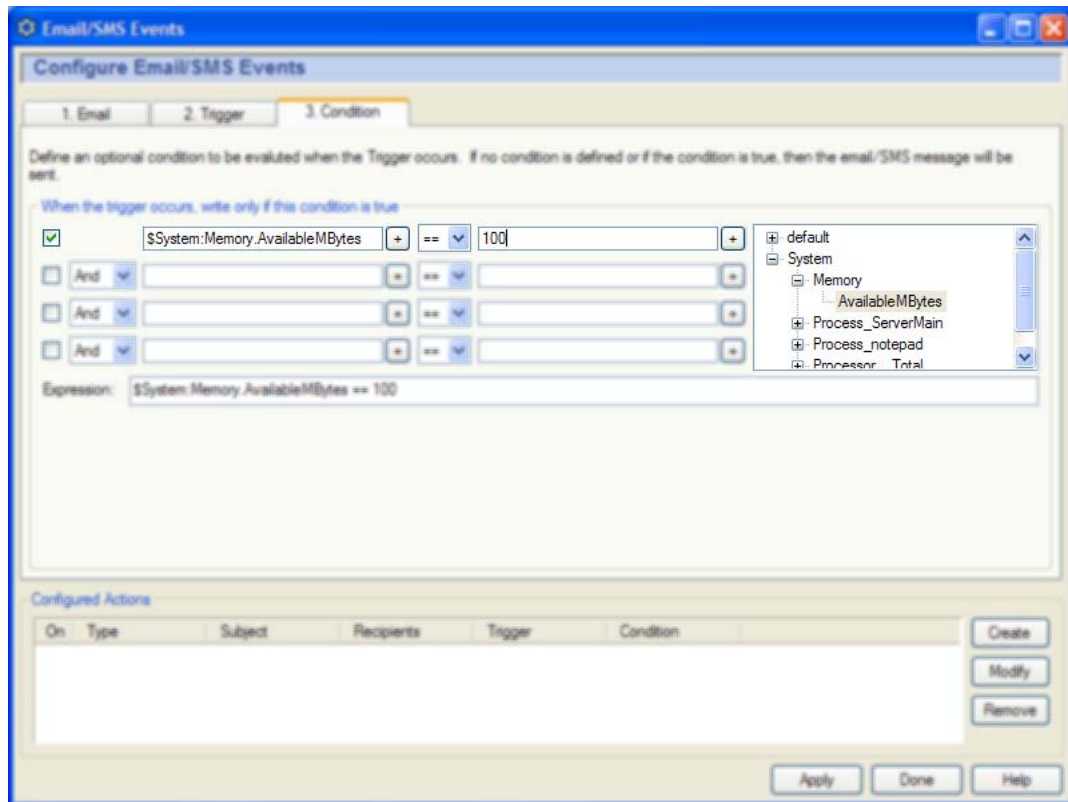 Email/SMS Events
Configure Email/SMS Events
1. Email 2. Trigger 3. Condition
Define an optional condition to be evaluted when the Trigger occurs. If no condition is defined or if the condition is true, then the email/SMS message will be
sent.
When the trigger occurs, write only if this condition is true
$System:Memory.AvailableMBytes + == 100 +
And + == +
And + == +
And + == +
default
System
Memory
AvailableMBytes
Process_ServerMain
Process_notepad
Processor__Total
Expression: $System:Memory.AvailableMBytes == 100
Configured Actions
On Type Subject Recipients Trigger Condition
Create
Modify
Remove
Apply Done Help